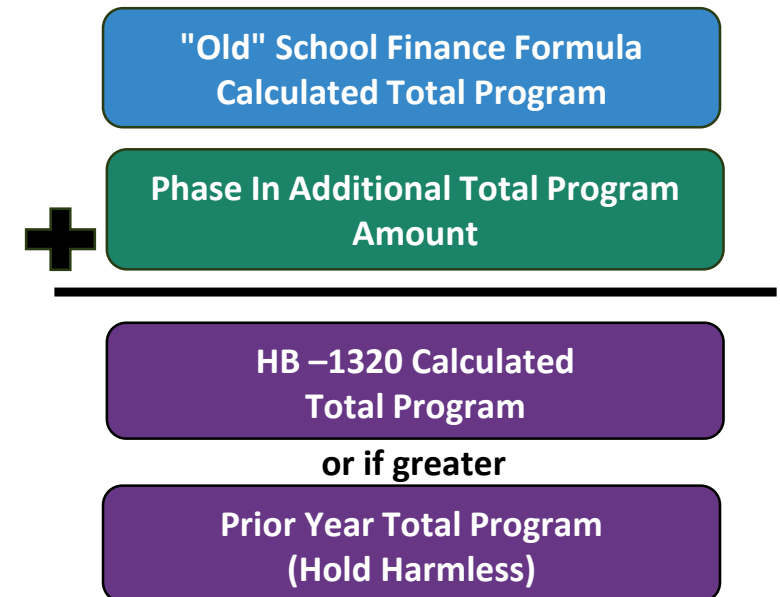 "Old" School Finance Formula
Calculated Total Program
Phase In Additional Total Program
Amount
HB –1320 Calculated
Total Program
or if greater
Prior Year Total Program
(Hold Harmless)